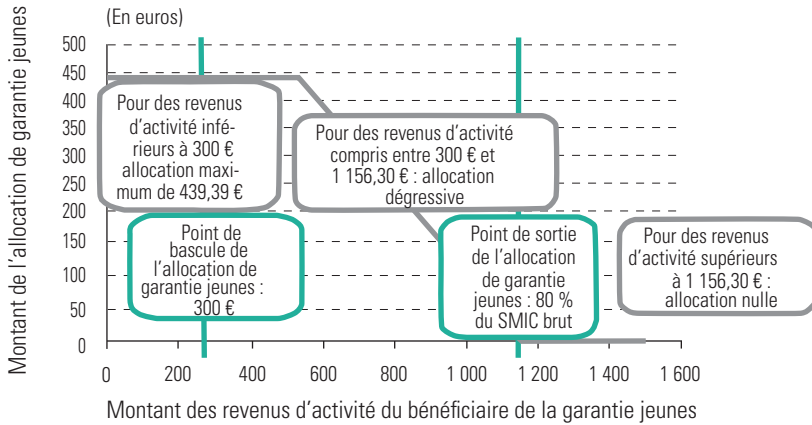 (En euros)
Montant de l'allocation de garantie jeunes
500
450
400
350
300
250
200
150
100
50
0
Pour des revenus
d'activité infé-
rieurs à 300 €
allocation maxi-
mum de 439,39 €
Pour des revenus d'activité
compris entre 300 € et
1 156,30 € : allocation
dégressive
Point de
bascule de
l'allocation de
garantie jeunes :
300 €
Point de sortie
de l'allocation
de garantie
jeunes : 80 %
du SMIC brut
Pour des revenus
d'activité supérieurs
à 1 156,30 € :
allocation nulle
0 200 400 600 800 1 000 1 200 1 400 1 600
Montant des revenus d'activité du bénéficiaire de la garantie jeunes